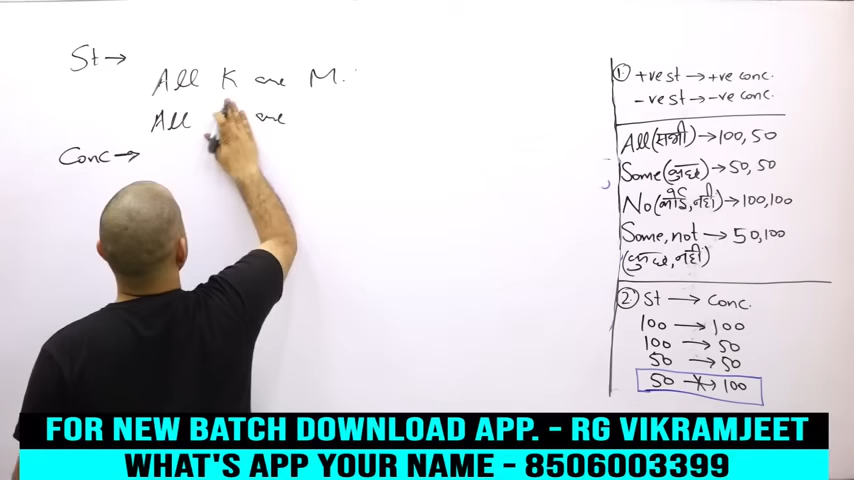 St →
All K are M.
All are
Conc →
① +ve st → +ve conc.
-ve st → -ve conc.
All (सभी) → 100, 50
Some (कुछ) → 50, 50
No (कोई, नहीं) → 100, 100
Some, not → 50, 100
(कुछ, नहीं)
② St → Conc.
100 → 100
100 → 50
50 → 50
50 → 100
FOR NEW BATCH DOWNLOAD APP. - RG VIKRAMJEET
WHAT'S APP YOUR NAME - 8506003399